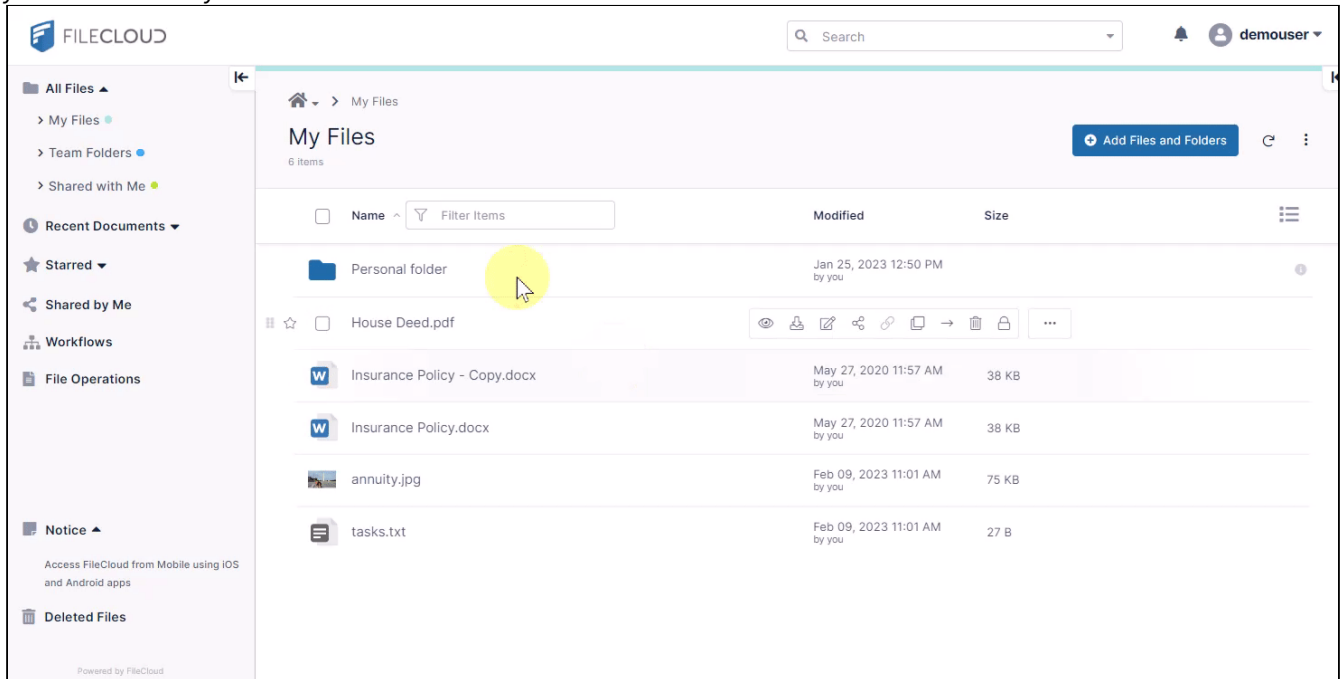 FILECLOUD
Search
demouser
All Files
My Files
Team Folders
Shared with Me
Recent Documents
Starred
Shared by Me
Workflows
File Operations
Notice
Access FileCloud from Mobile using iOS
and Android apps
Deleted Files
Powered by FileCloud
My Files
My Files
6 items
Add Files and Folders
Name
Filter Items
Modified
Size
Personal folder
Jan 25, 2023 12:50 PM
by you
House Deed.pdf
W
Insurance Policy - Copy.docx
May 27, 2020 11:57 AM
by you
38 KB
W
Insurance Policy.docx
May 27, 2020 11:57 AM
by you
38 KB
annuity.jpg
Feb 09, 2023 11:01 AM
by you
75 KB
tasks.txt
Feb 09, 2023 11:01 AM
by you
27 B